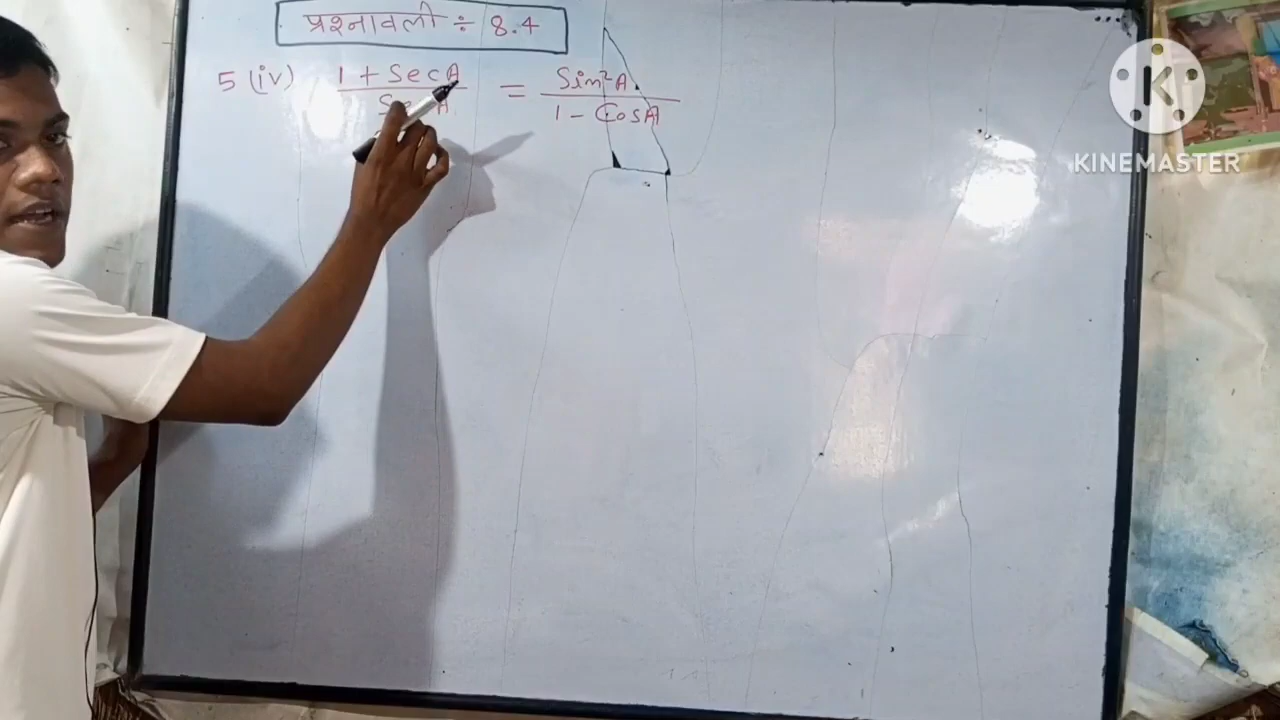 प्रश्नावली ÷ 8.4
5 (iv) 1 + SecA = Sin²A
A 1 - CosA
KINEMASTER